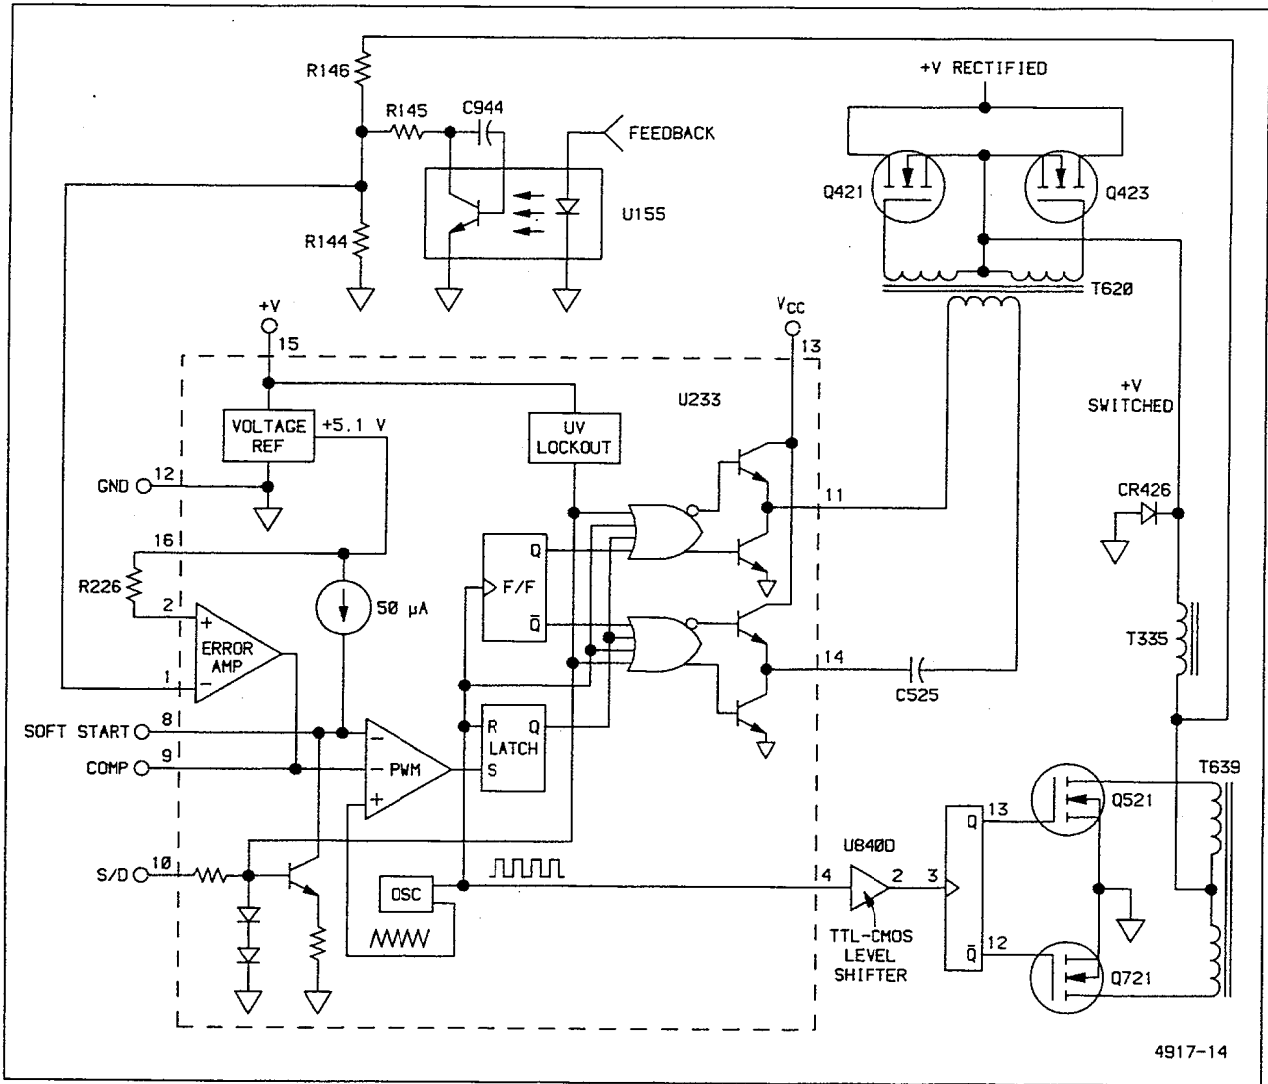 R146
+V RECTIFIED
R145
C944
FEEDBACK
Q421
Q423
U155
R144
T620
+V
15
VCC
13
U233
+V
SWITCHED
VOLTAGE
REF
+5.1 V
UV
LOCKOUT
GND
12
11
CR426
16
R226
50 µA
Q
F/F
Q̅
2
+
ERROR
AMP
-
1
T335
14
C525
SOFT START
8
COMP
9
-
-
PWM
+
R
Q
LATCH
S
T639
Q521
13
Q
U840D
S/D
10
OSC
4
2
3
TTL-CMOS
LEVEL
SHIFTER
12
Q̅
Q721
4917-14